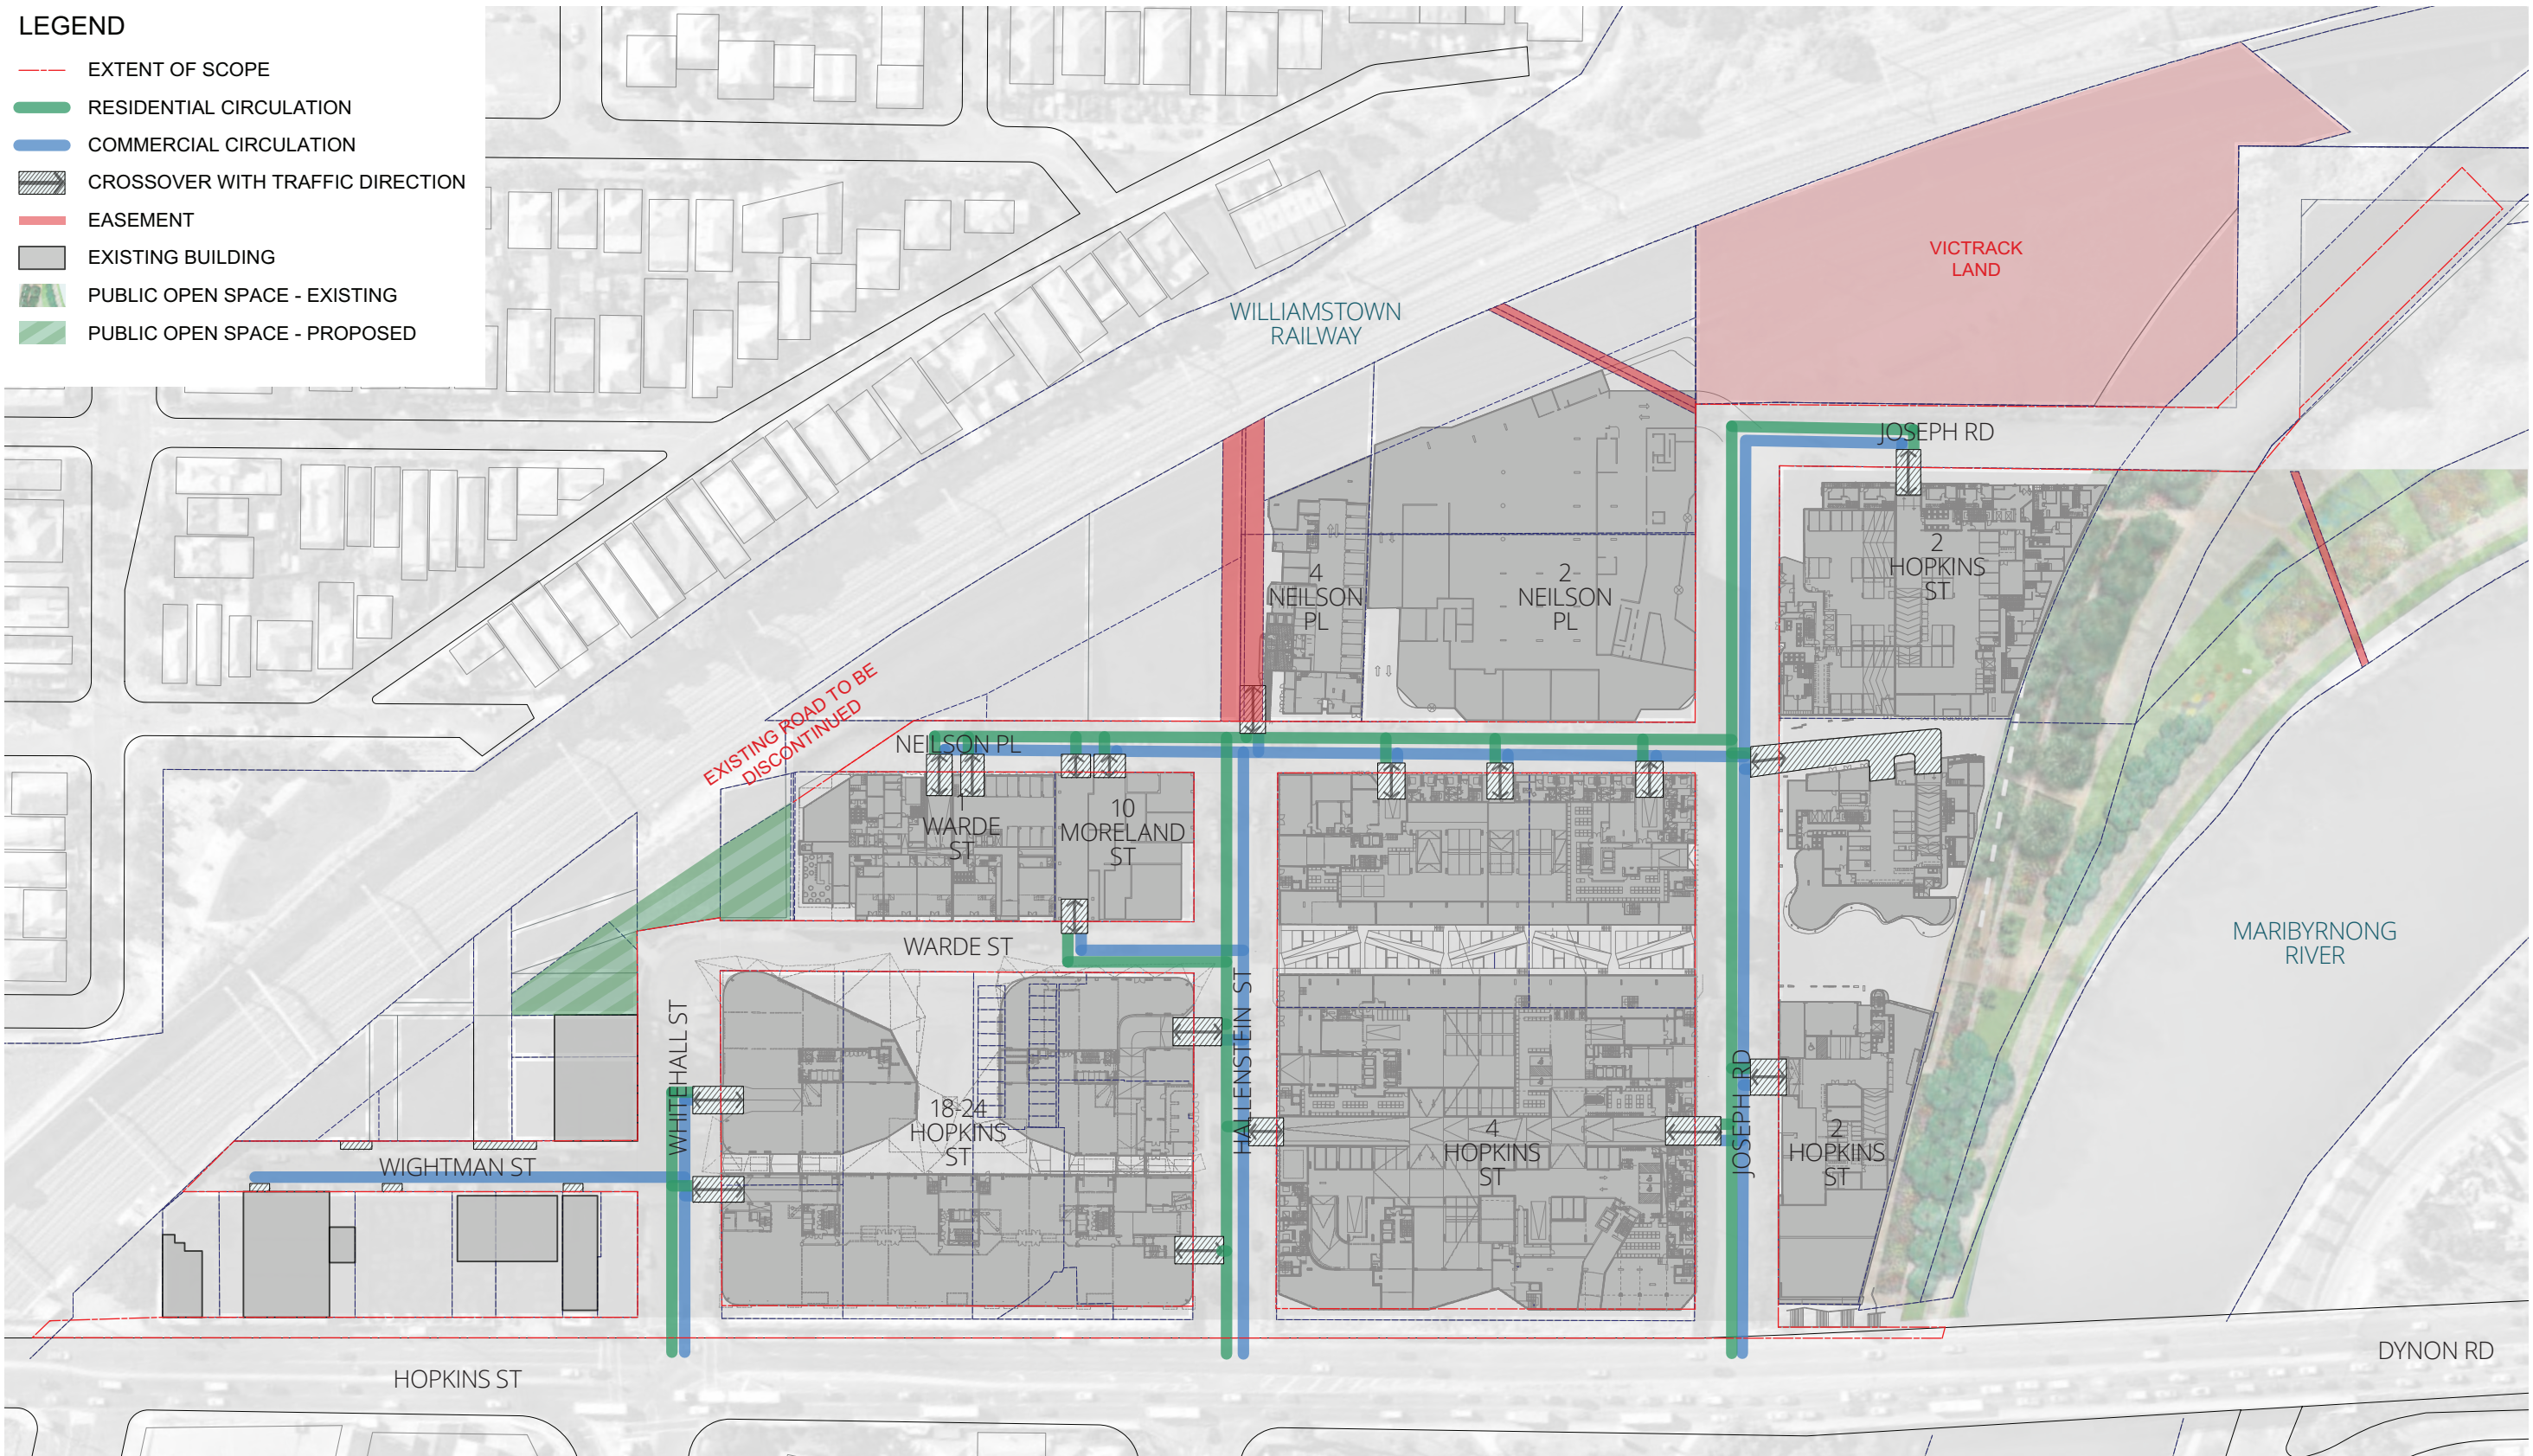 LEGEND
EXTENT OF SCOPE
RESIDENTIAL CIRCULATION
COMMERCIAL CIRCULATION
CROSSOVER WITH TRAFFIC DIRECTION
EASEMENT
EXISTING BUILDING
PUBLIC OPEN SPACE - EXISTING
PUBLIC OPEN SPACE - PROPOSED
VICTRACK
LAND
WILLIAMSTOWN
RAILWAY
JOSEPH RD
2
HOPKINS
ST
4
NEILSON
PL
2
NEILSON
PL
EXISTING ROAD TO BE
DISCONTINUED
NEILSON PL
1
WARDE
ST
10
MORELAND
ST
WARDE ST
MARIBYRNONG
RIVER
WHITEHALL ST
HALLENSTEIN ST
JOSEPH RD
18-24
HOPKINS
ST
4
HOPKINS
ST
2
HOPKINS
ST
WIGHTMAN ST
HOPKINS ST
DYNON RD